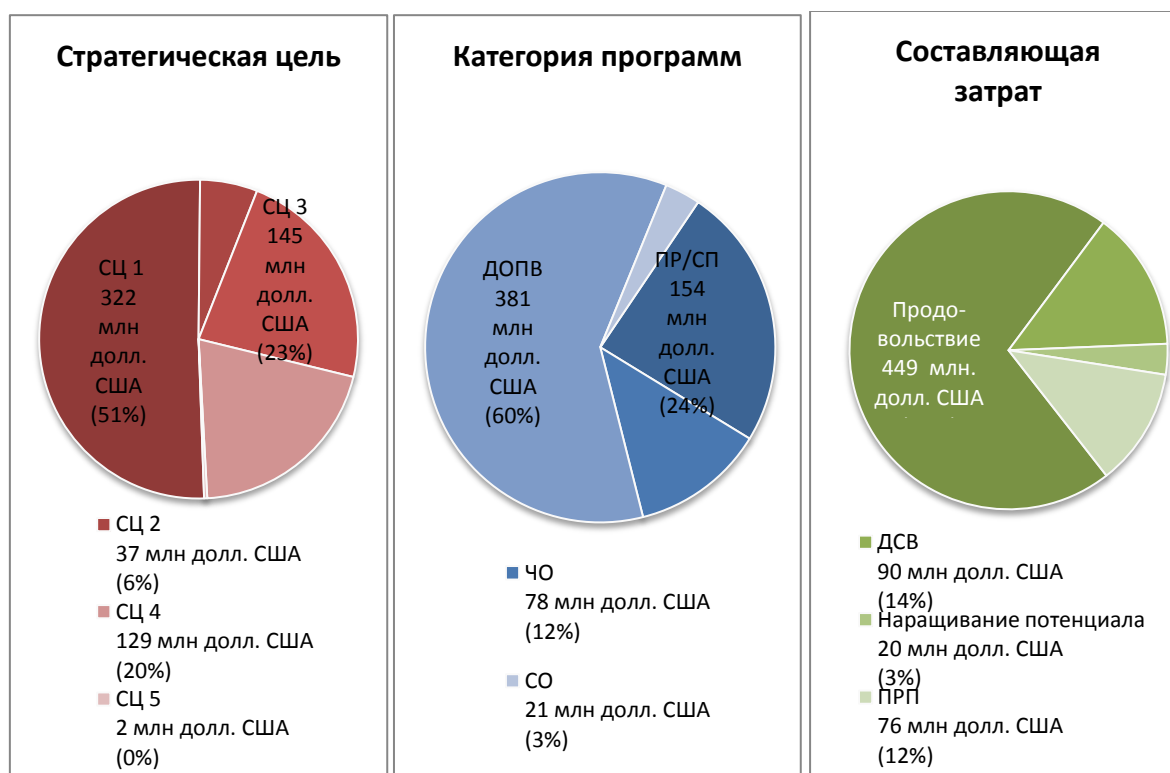 Стратегическая цель
СЦ 1
322
млн
долл.
США
(51%)
СЦ 3
145
млн
долл.
США
(23%)
СЦ 2
37 млн долл. США
(6%)
СЦ 4
129 млн долл. США
(20%)
СЦ 5
2 млн долл. США
(0%)
Категория программ
ДОПВ
381
млн
долл.
США
(60%)
ПР/СП
154
млн
долл.
США
(24%)
ЧО
78 млн долл. США
(12%)
СО
21 млн долл. США
(3%)
Составляющая
затрат
Продо-
вольствие
449 млн.
долл. США
ДСВ
90 млн долл. США
(14%)
Наращивание потенциала
20 млн долл. США
(3%)
ПРП
76 млн долл. США
(12%)